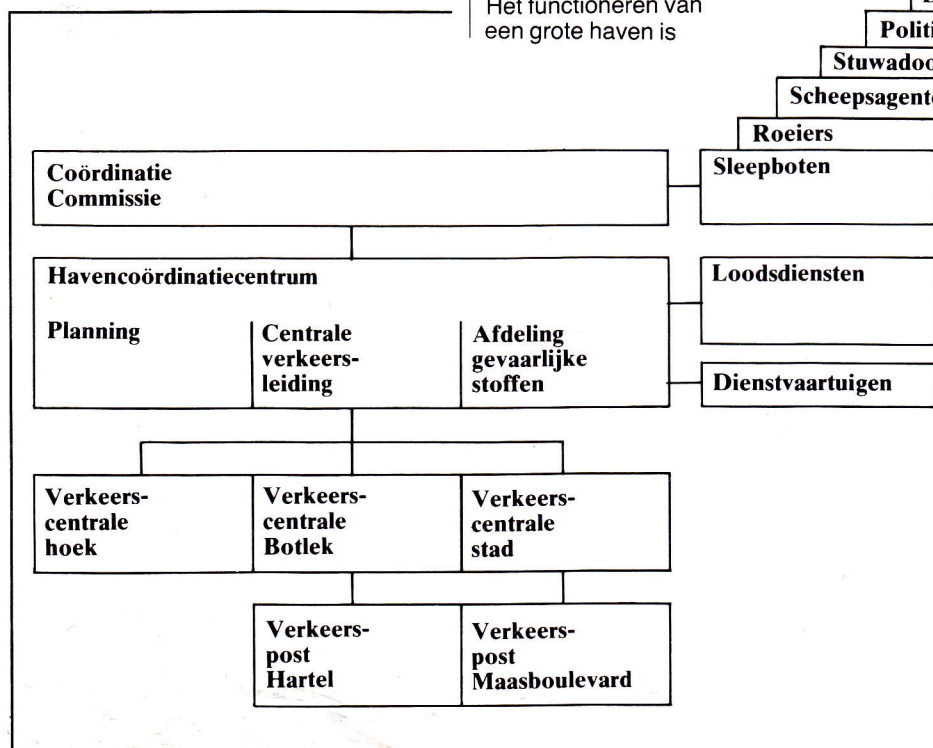 Het functioneren van
een grote haven is
Roeiers
Coördinatie
Commissie
Sleepboten
Havencoördinatiecentrum
Planning
Centrale
verkeers-
leiding
Afdeling
gevaarlijke
stoffen
Loodsdiensten
Dienstvaartuigen
Verkeers-
centrale
hoek
Verkeers-
centrale
Botlek
Verkeers-
centrale
stad
Verkeers-
post
Hartel
Verkeers-
post
Maasboulevard